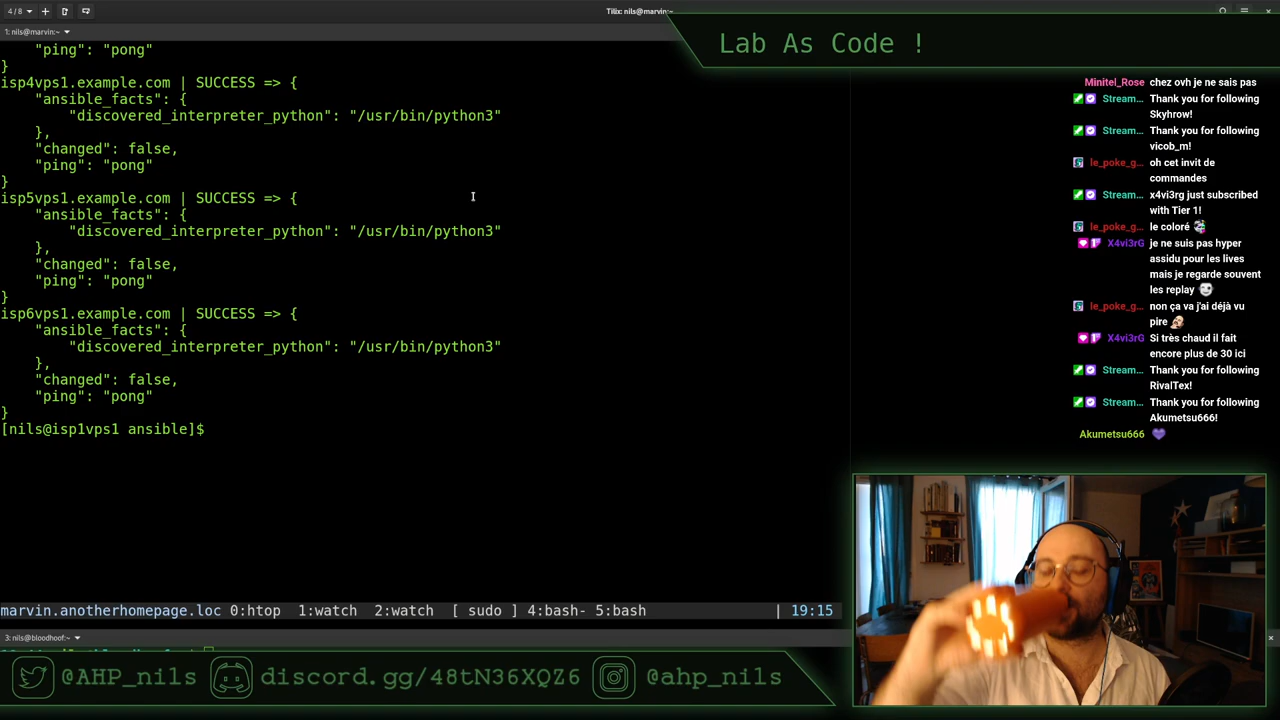 4 / 8
Tilix: nils@marvin:~
1: nils@marvin:~
Lab As Code !
    "ping": "pong"
}
isp4vps1.example.com | SUCCESS => {
    "ansible_facts": {
        "discovered_interpreter_python": "/usr/bin/python3"
    },
    "changed": false,
    "ping": "pong"
}
isp5vps1.example.com | SUCCESS => {
    "ansible_facts": {
        "discovered_interpreter_python": "/usr/bin/python3"
    },
    "changed": false,
    "ping": "pong"
}
isp6vps1.example.com | SUCCESS => {
    "ansible_facts": {
        "discovered_interpreter_python": "/usr/bin/python3"
    },
    "changed": false,
    "ping": "pong"
}
[nils@isp1vps1 ansible]$
marvin.anotherhomepage.loc 0:htop  1:watch  2:watch  [ sudo ] 4:bash- 5:bash | 19:15
3: nils@bloodhoof:~
Minitel_Rose chez ovh je ne sais pas
Stream... Thank you for following
Skyhrow!
Stream... Thank you for following
vicob_m!
le_poke_g... oh cet invit de
commandes
Stream... x4vi3rg just subscribed
with Tier 1!
le_poke_g... le coloré
X4vi3rG je ne suis pas hyper
assidu pour les lives
mais je regarde souvent
les replay
le_poke_g... non ça va j'ai déjà vu
pire
X4vi3rG Si très chaud il fait
encore plus de 30 ici
Stream... Thank you for following
RivalTex!
Stream... Thank you for following
Akumetsu666!
Akumetsu666
@AHP_nils
discord.gg/48tN36XQZ6
@ahp_nils